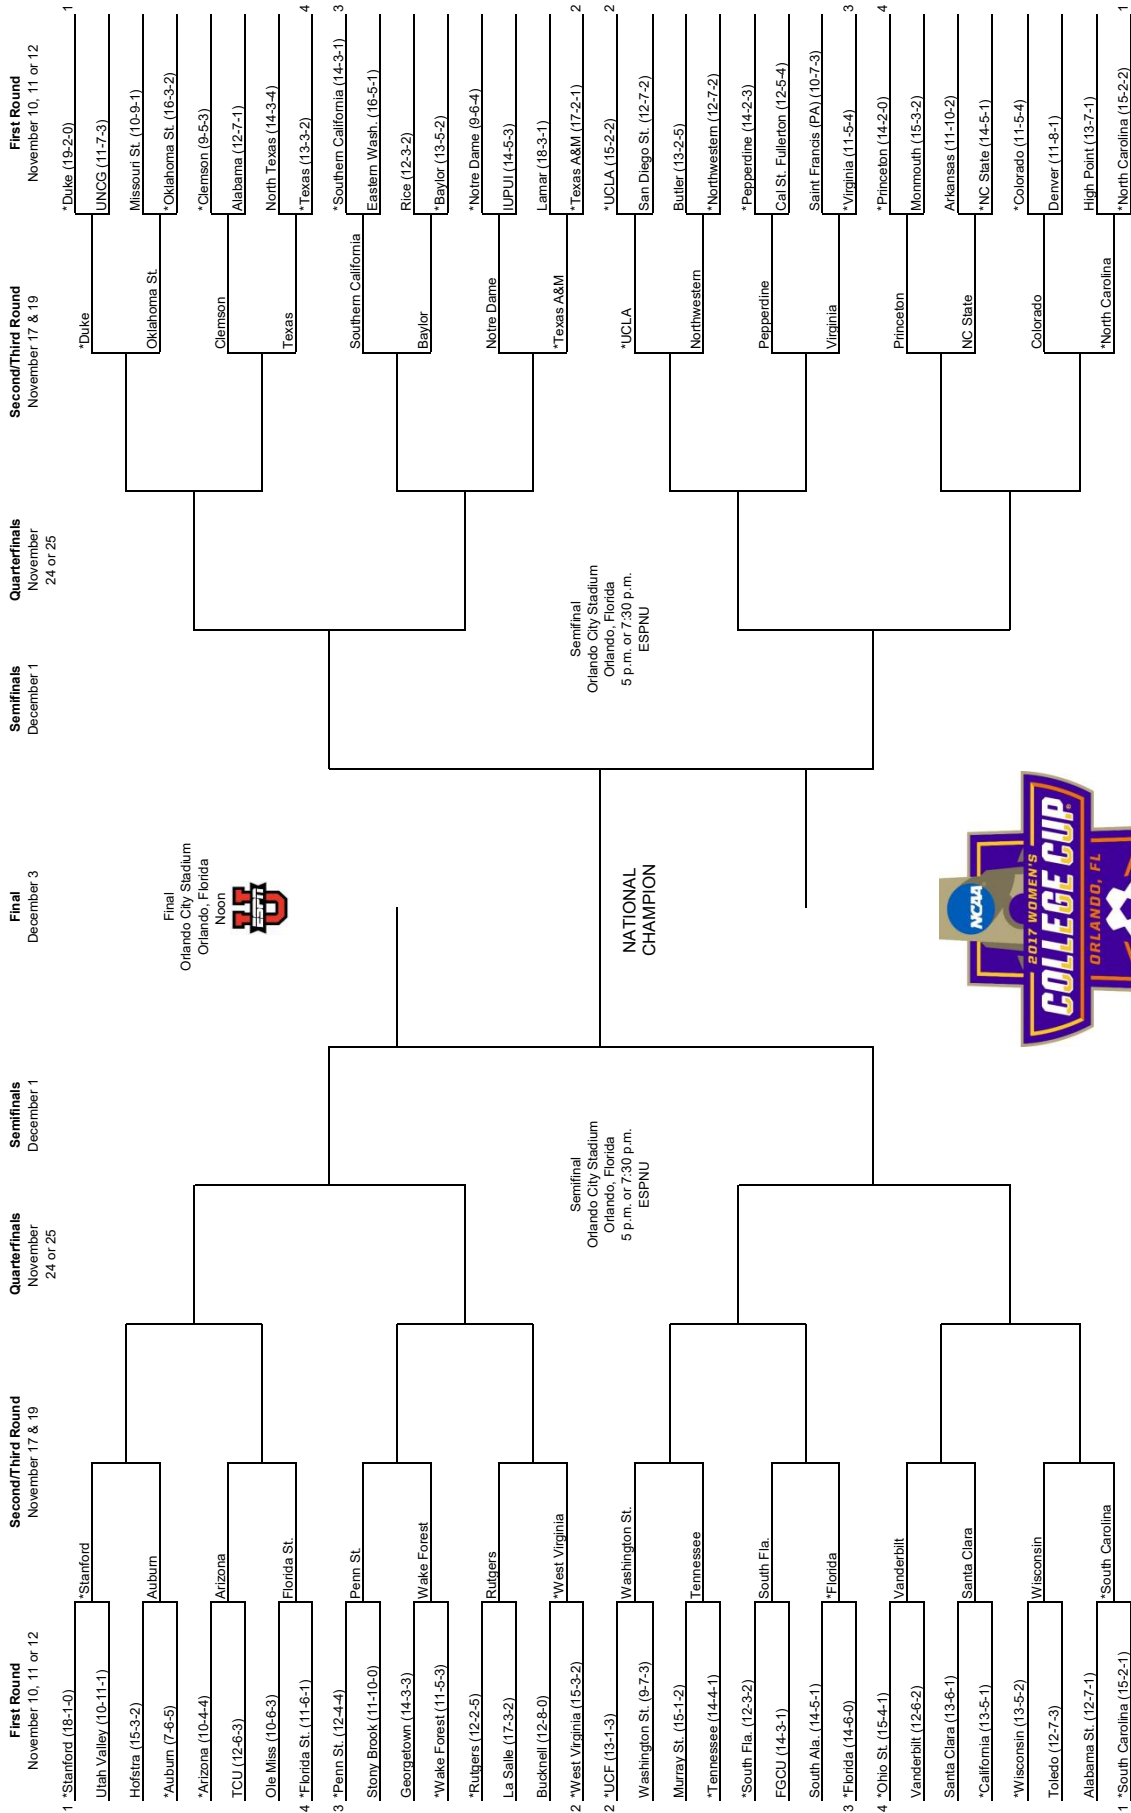 First Round
November 10, 11 or 12
Second/Third Round
November 17 & 19
Quarterfinals
November
24 or 25
Semifinals
December 1
Final
December 3
Semifinals
December 1
Quarterfinals
November
24 or 25
Second/Third Round
November 17 & 19
First Round
November 10, 11 or 12
1 *Stanford (18-1-0)
Utah Valley (10-11-1)
Hofstra (15-3-2)
*Auburn (7-6-5)
*Arizona (10-4-4)
TCU (12-6-3)
Ole Miss (10-6-3)
4 *Florida St. (11-6-1)
3 *Penn St. (12-4-4)
Stony Brook (11-10-0)
Georgetown (14-3-3)
*Wake Forest (11-5-3)
*Rutgers (12-2-5)
La Salle (17-3-2)
Bucknell (12-8-0)
2 *West Virginia (15-3-2)
2 *UCF (13-1-3)
Washington St. (9-7-3)
Murray St. (15-1-2)
*Tennessee (14-4-1)
*South Fla. (12-3-2)
FGCU (14-3-1)
South Ala. (14-5-1)
3 *Florida (14-6-0)
4 *Ohio St. (15-4-1)
Vanderbilt (12-6-2)
Santa Clara (13-6-1)
*California (13-5-1)
*Wisconsin (13-5-2)
Toledo (12-7-3)
Alabama St. (12-7-1)
1 *South Carolina (15-2-1)
*Stanford
Auburn
Arizona
Florida St.
Penn St.
Wake Forest
Rutgers
*West Virginia
Washington St.
Tennessee
South Fla.
*Florida
Vanderbilt
Santa Clara
Wisconsin
*South Carolina
Semifinal
Orlando City Stadium
Orlando, Florida
5 p.m. or 7:30 p.m.
ESPNU
Final
Orlando City Stadium
Orlando, Florida
Noon
ESPN
U
NATIONAL
CHAMPION
NCAA
2017 WOMEN'S
COLLEGE CUP®
ORLANDO, FL
Semifinal
Orlando City Stadium
Orlando, Florida
5 p.m. or 7:30 p.m.
ESPNU
*Duke
Oklahoma St.
Clemson
Texas
Southern California
Baylor
Notre Dame
*Texas A&M
*UCLA
Northwestern
Pepperdine
Virginia
Princeton
NC State
Colorado
*North Carolina
*Duke (19-2-0) 1
UNCG (11-7-3)
Missouri St. (10-9-1)
*Oklahoma St. (16-3-2)
*Clemson (9-5-3)
Alabama (12-7-1)
North Texas (14-3-4)
*Texas (13-3-2) 4
*Southern California (14-3-1) 3
Eastern Wash. (16-5-1)
Rice (12-3-2)
*Baylor (13-5-2)
*Notre Dame (9-6-4)
IUPUI (14-5-3)
Lamar (18-3-1)
*Texas A&M (17-2-1) 2
*UCLA (15-2-2) 2
San Diego St. (12-7-2)
Butler (13-2-5)
*Northwestern (12-7-2)
*Pepperdine (14-2-3)
Cal St. Fullerton (12-5-4)
Saint Francis (PA) (10-7-3)
*Virginia (11-5-4) 3
*Princeton (14-2-0) 4
Monmouth (15-3-2)
Arkansas (11-10-2)
*NC State (14-5-1)
*Colorado (11-5-4)
Denver (11-8-1)
High Point (13-7-1)
*North Carolina (15-2-2) 1